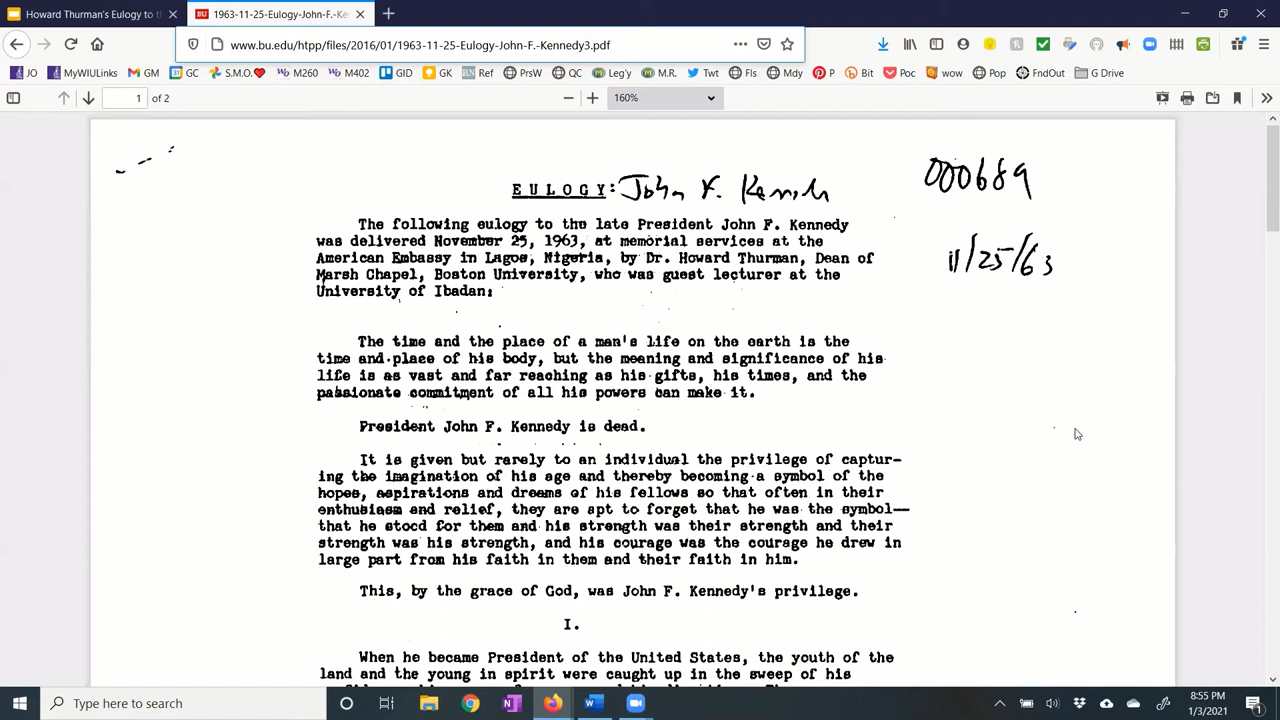 Howard Thurman's Eulogy to th
1963-11-25-Eulogy-John-F.-Ke
www.bu.edu/htpp/files/2016/01/1963-11-25-Eulogy-John-F.-Kennedy3.pdf
JO MyWIULinks GM GC S.M.O. M260 M402 GID GK Ref PrsW QC Leg'y M.R. Twt Fls Mdy P Bit Poc wow Pop FndOut G Drive
1 of 2 160%
000689
EULOGY: John F. Kennedy
The following eulogy to the late President John F. Kennedy
was delivered November 25, 1963, at memorial services at the
American Embassy in Lagos, Nigeria, by Dr. Howard Thurman, Dean of
11/25/63
Marsh Chapel, Boston University, who was guest lecturer at the
University of Ibadan:
The time and the place of a man's life on the earth is the
time and place of his body, but the meaning and significance of his
life is as vast and far reaching as his gifts, his times, and the
passionate commitment of all his powers can make it.
President John F. Kennedy is dead.
It is given but rarely to an individual the privilege of captur-
ing the imagination of his age and thereby becoming a symbol of the
hopes, aspirations and dreams of his fellows so that often in their
enthusiasm and relief, they are apt to forget that he was the symbol—
that he stood for them and his strength was their strength and their
strength was his strength, and his courage was the courage he drew in
large part from his faith in them and their faith in him.
This, by the grace of God, was John F. Kennedy's privilege.
I.
When he became President of the United States, the youth of the
land and the young in spirit were caught up in the sweep of his
Type here to search
8:55 PM
1/3/2021